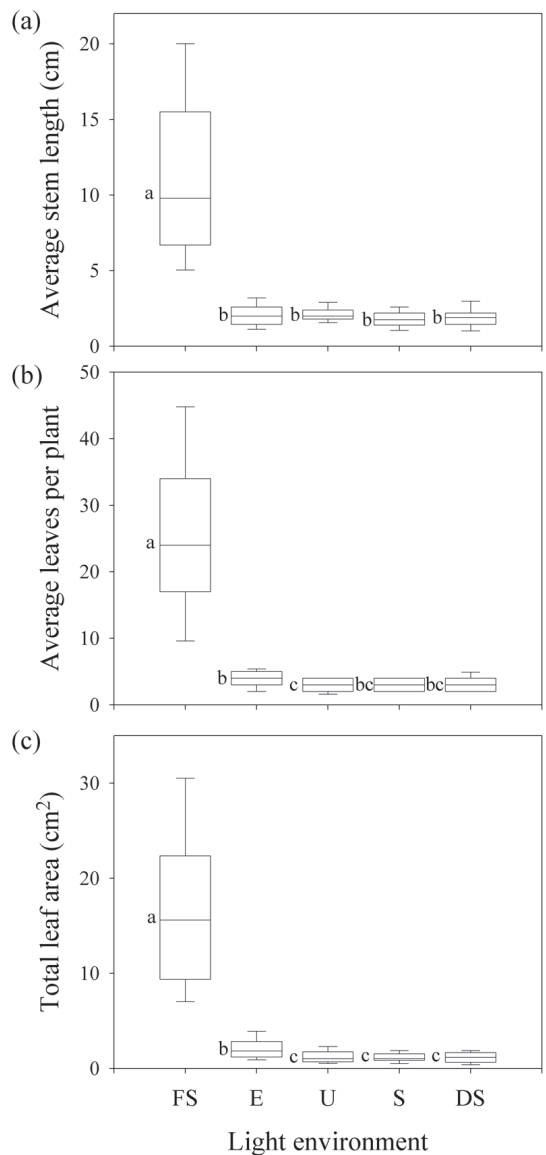 (a)
Average stem length (cm)
20
15
10
5
0
a
b
b
b
b
(b)
Average leaves per plant
50
40
30
20
10
0
a
b
c
bc
bc
(c)
Total leaf area (cm²)
30
20
10
0
a
b
c
c
c
FS E U S DS
Light environment